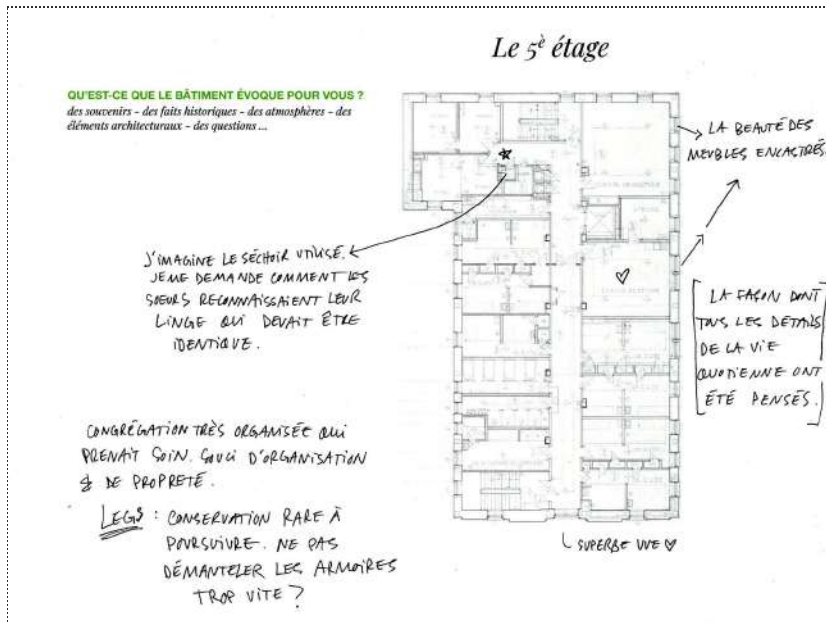 Le 5è étage
QU'EST-CE QUE LE BÂTIMENT ÉVOQUE POUR VOUS ?
des souvenirs – des faits historiques – des atmosphères – des
éléments architecturaux – des questions ...
LA BEAUTÉ DES
MEUBLES ENCASTRÉS.
J'IMAGINE LE SÉCHOIR UTILISÉ.
JE ME DEMANDE COMMENT LES
SOEURS RECONNAISSAIENT LEUR
LINGE QUI DEVAIT ÊTRE
IDENTIQUE.
LA FAÇON DONT
TOUS LES DÉTAILS
DE LA VIE
QUOTIENNE ONT
ÉTÉ PENSÉS.
CONGRÉGATION TRÈS ORGANISÉE QUI
PRENAIT SOIN. SOUCI D'ORGANISATION
& DE PROPRETÉ.
LEGS : CONSERVATION RARE À
POURSUIVRE. NE PAS
DÉMANTELER LES ARMOIRES
TROP VITE ?
SUPERBE VUE ♡